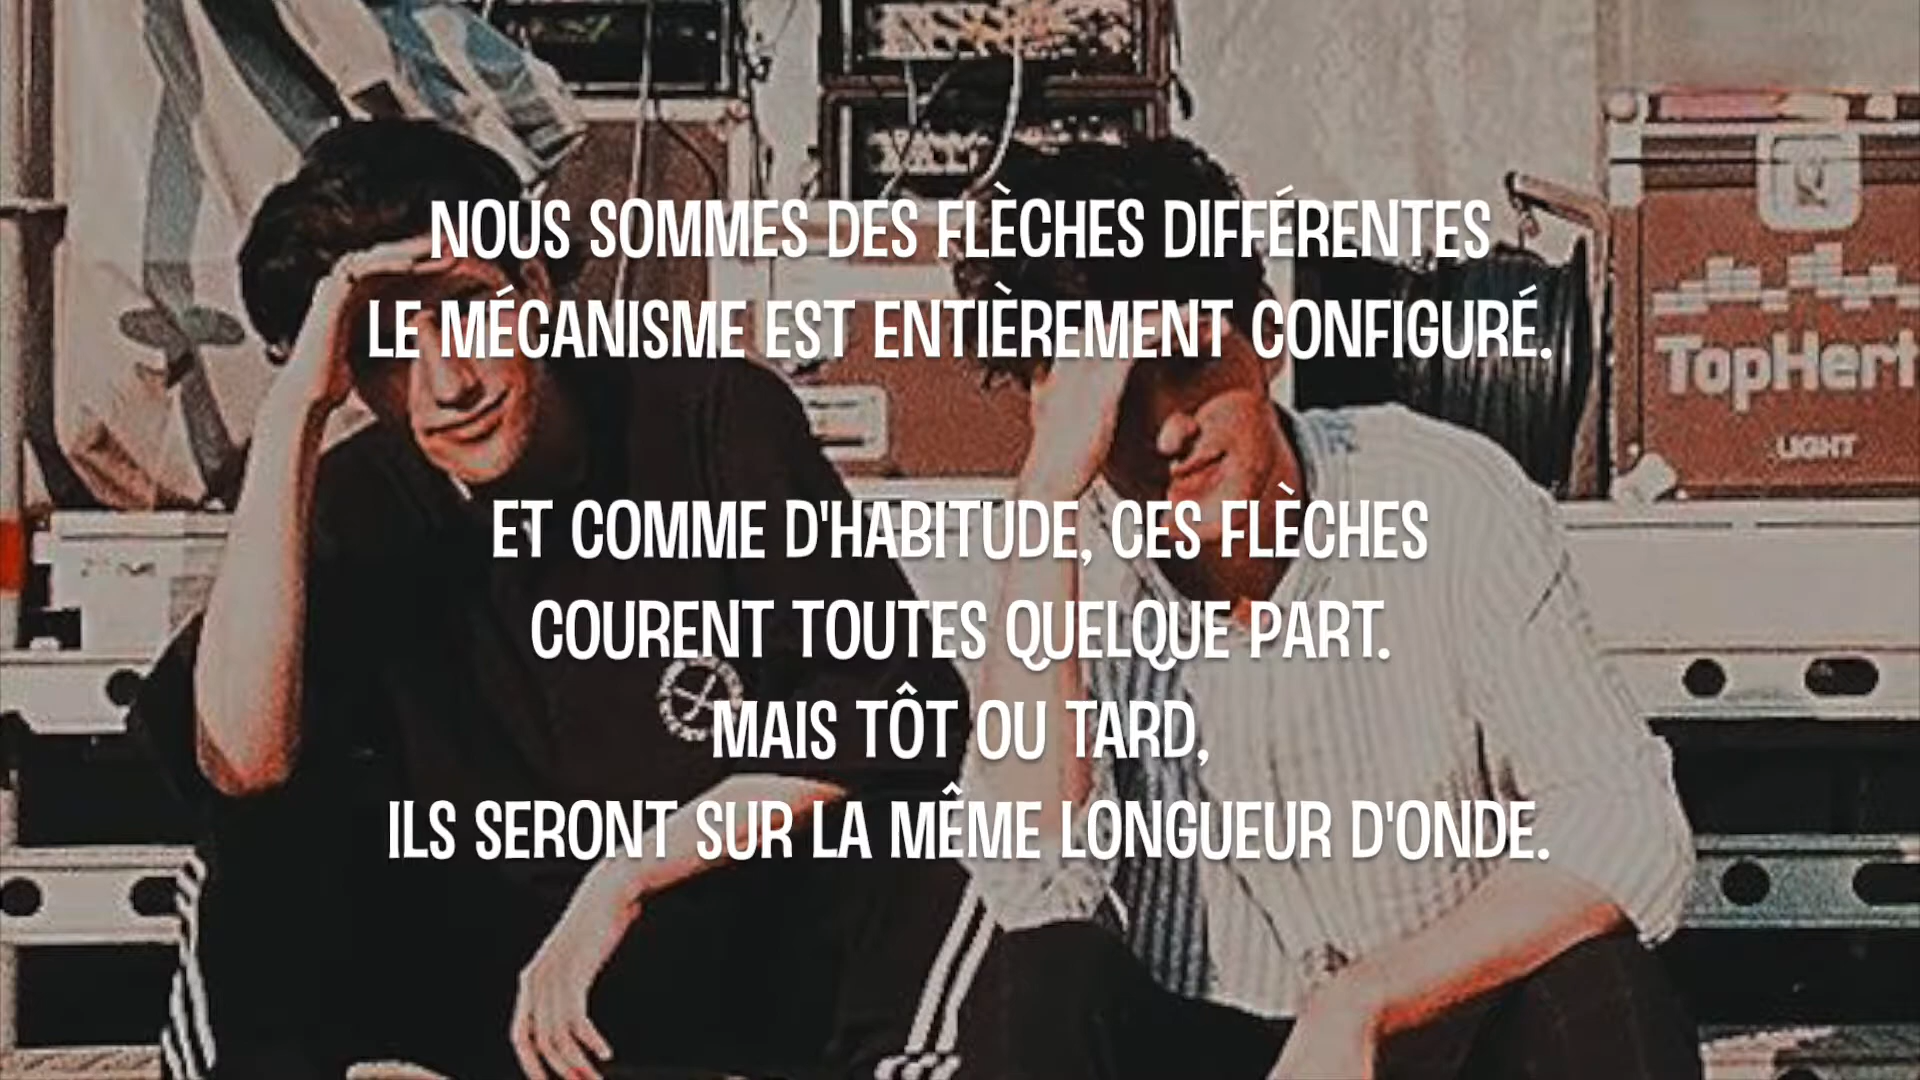 NOUS SOMMES DES FLÈCHES DIFFÉRENTES
LE MÉCANISME EST ENTIÈREMENT CONFIGURÉ.
ET COMME D'HABITUDE, CES FLÈCHES
COURENT TOUTES QUELQUE PART.
MAIS TÔT OU TARD,
ILS SERONT SUR LA MÊME LONGUEUR D'ONDE.
TopHert
LIGHT